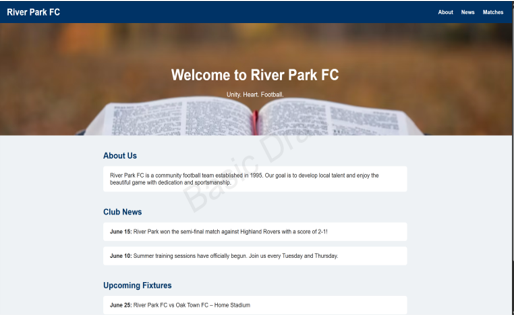 River Park FC
About News Matches
Welcome to River Park FC
Unity. Heart. Football.
About Us
River Park FC is a community football team established in 1995. Our goal is to develop local talent and enjoy the
beautiful game with dedication and sportsmanship.
Club News
June 15: River Park won the semi-final match against Highland Rovers with a score of 2-1!
June 10: Summer training sessions have officially begun. Join us every Tuesday and Thursday.
Upcoming Fixtures
June 25: River Park FC vs Oak Town FC – Home Stadium
Basic